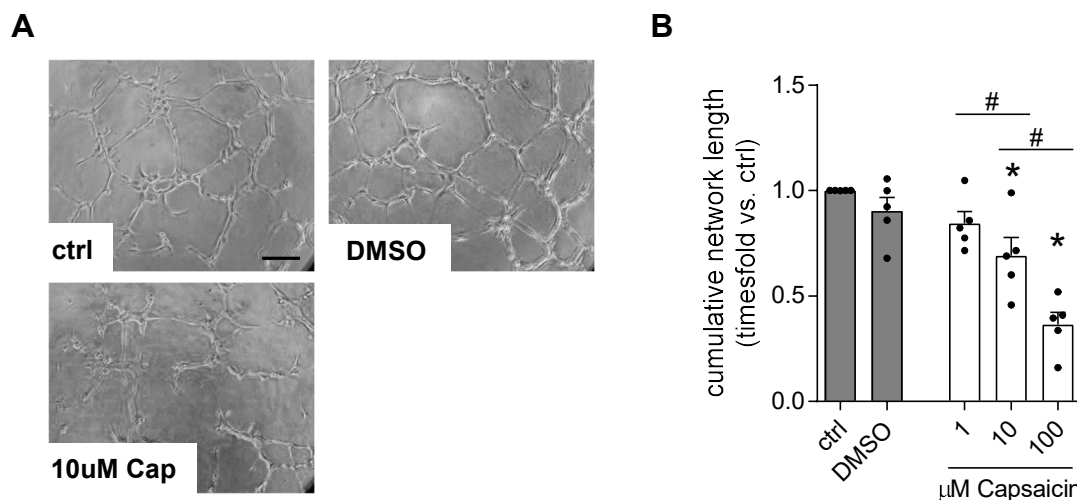 A
ctrl
DMSO
10uM Cap
B
cumulative network length
(timesfold vs. ctrl)
1.5
1.0
0.5
0.0
#
#
*
*
ctrl
DMSO
1
10
100
μM Capsaicin